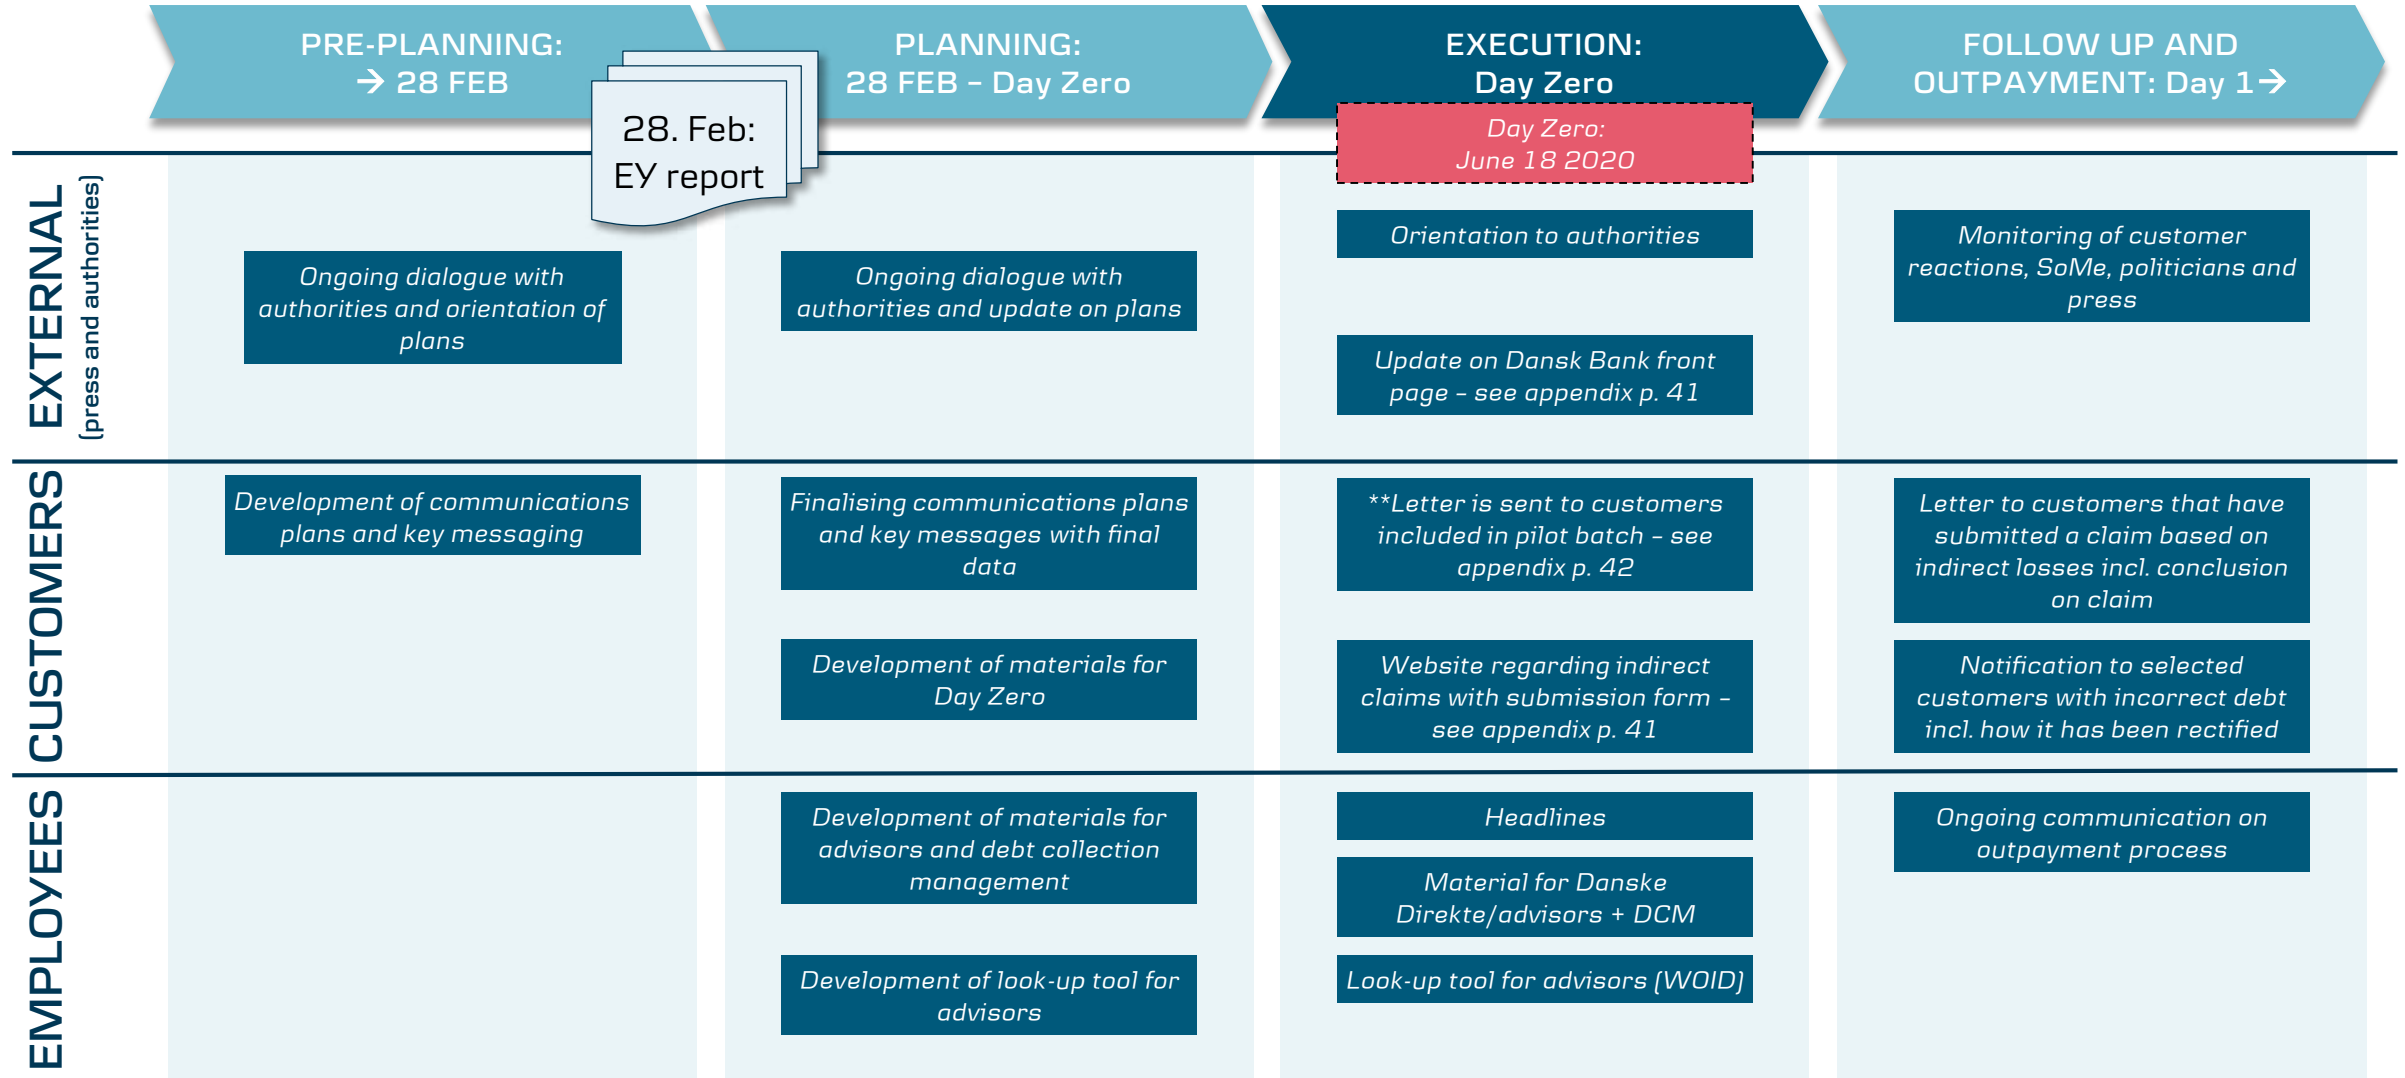 PRE-PLANNING:
→ 28 FEB
PLANNING:
28 FEB – Day Zero
EXECUTION:
Day Zero
FOLLOW UP AND
OUTPAYMENT: Day 1→
28. Feb:
EY report
Day Zero:
June 18 2020
EXTERNAL
(press and authorities)
Ongoing dialogue with
authorities and orientation of
plans
Ongoing dialogue with
authorities and update on plans
Orientation to authorities
Update on Dansk Bank front
page – see appendix p. 41
Monitoring of customer
reactions, SoMe, politicians and
press
CUSTOMERS
Development of communications
plans and key messaging
Finalising communications plans
and key messages with final
data
Development of materials for
Day Zero
**Letter is sent to customers
included in pilot batch – see
appendix p. 42
Website regarding indirect
claims with submission form –
see appendix p. 41
Letter to customers that have
submitted a claim based on
indirect losses incl. conclusion
on claim
Notification to selected
customers with incorrect debt
incl. how it has been rectified
EMPLOYEES
Development of materials for
advisors and debt collection
management
Development of look-up tool for
advisors
Headlines
Material for Danske
Direkte/advisors + DCM
Look-up tool for advisors (WOID)
Ongoing communication on
outpayment process